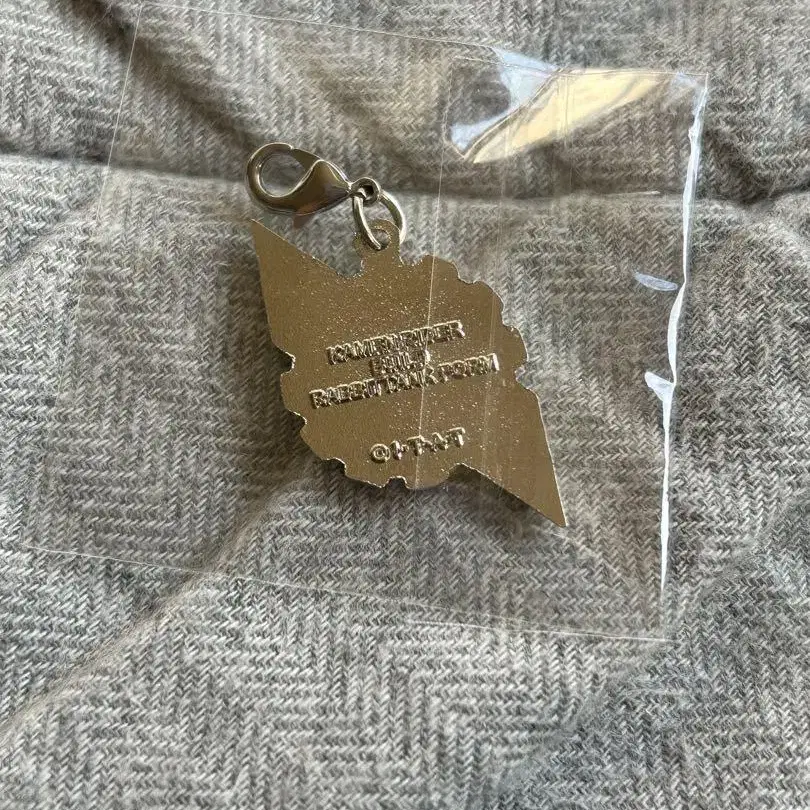 KAMEN RIDER
BUILD
RABBIT TANK FORM
©I・T・A・T